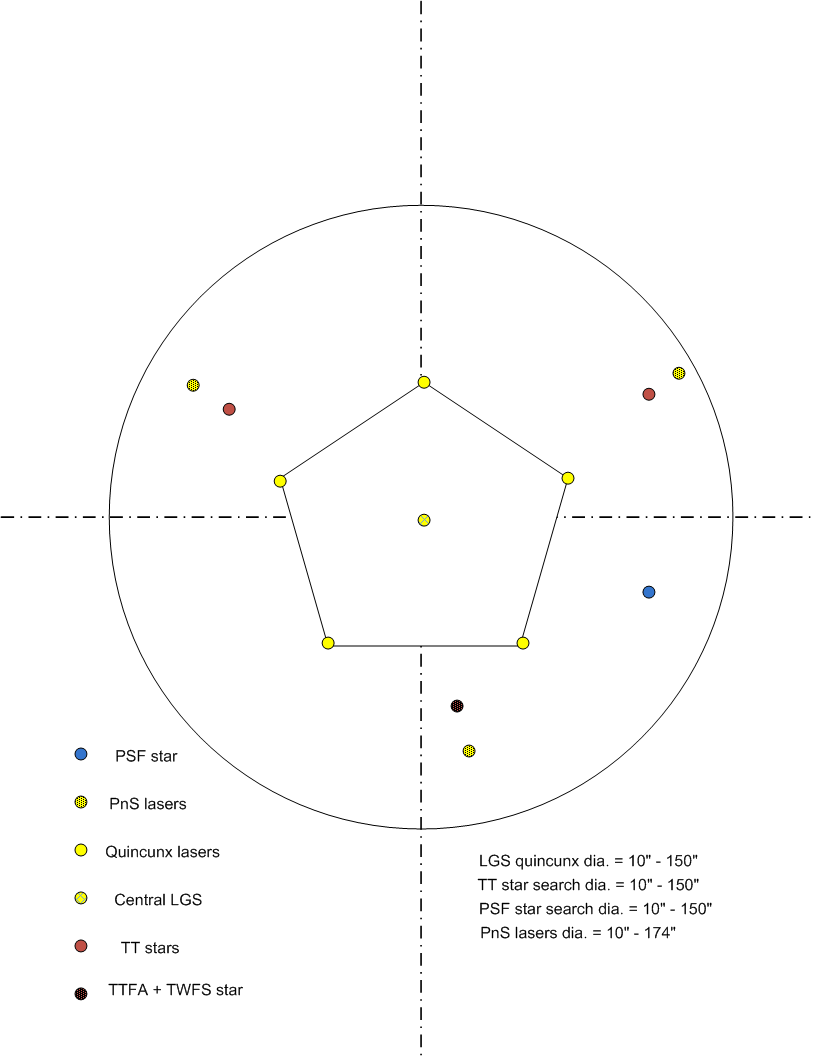 PSF star
PnS lasers
Quincunx lasers
Central LGS
TT stars
TTFA + TWFS star
LGS quincunx dia. = 10" - 150"
TT star search dia. = 10" - 150"
PSF star search dia. = 10" - 150"
PnS lasers dia. = 10" - 174"